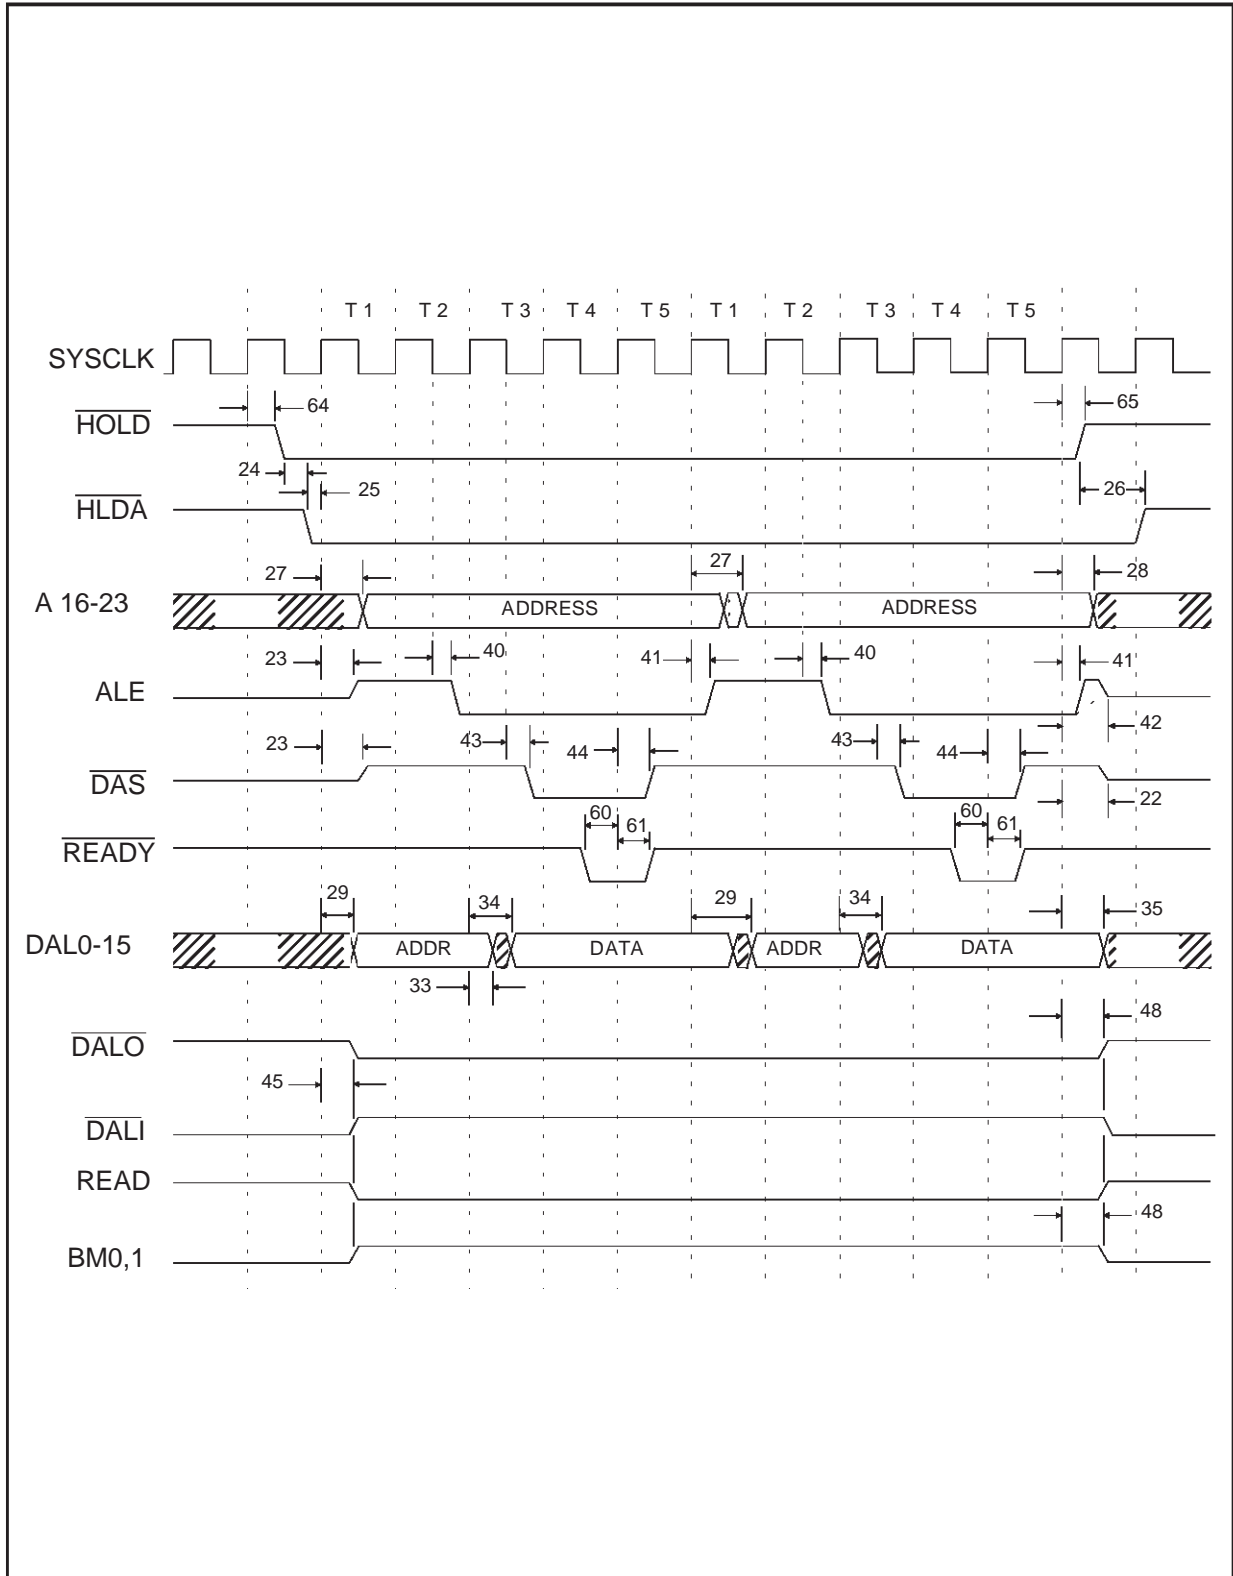 T 1 T 2 T 3 T 4 T 5 T 1 T 2 T 3 T 4 T 5
SYSCLK
64 65
HOLD
24
25 26
HLDA
27 27 28
A 16-23 ADDRESS ADDRESS
23 40 41 40 41
ALE
42
23 43 44 43 44
DAS
22
60 61 60 61
READY
29 34 29 34 35
DAL0-15 ADDR DATA ADDR DATA
33
48
DALO
45
DALI
READ
48
BM0,1